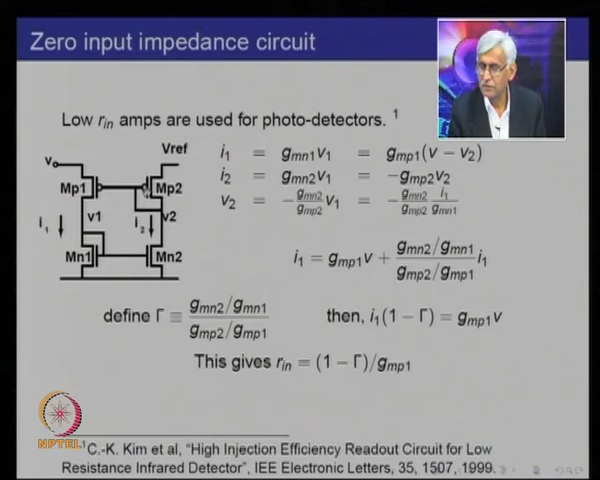 Zero input impedance circuit
Low r_in amps are used for photo-detectors. 1
v
Vref
Mp1
Mp2
i1
v1
i2
v2
Mn1
Mn2
i₁ = g_mn1 v₁ = g_mp1(v − v₂)
i₂ = g_mn2 v₁ = −g_mp2 v₂
v₂ = −(g_mn2/g_mp2) v₁ = −(g_mn2/g_mp2)(i₁/g_mn1)
i₁ = g_mp1 v + ((g_mn2/g_mn1)/(g_mp2/g_mp1)) i₁
define Γ ≡ (g_mn2/g_mn1)/(g_mp2/g_mp1) then, i₁(1 − Γ) = g_mp1 v
This gives r_in = (1 − Γ)/g_mp1
NPTEL
1 C.-K. Kim et al, "High Injection Efficiency Readout Circuit for Low
Resistance Infrared Detector", IEE Electronic Letters, 35, 1507, 1999.